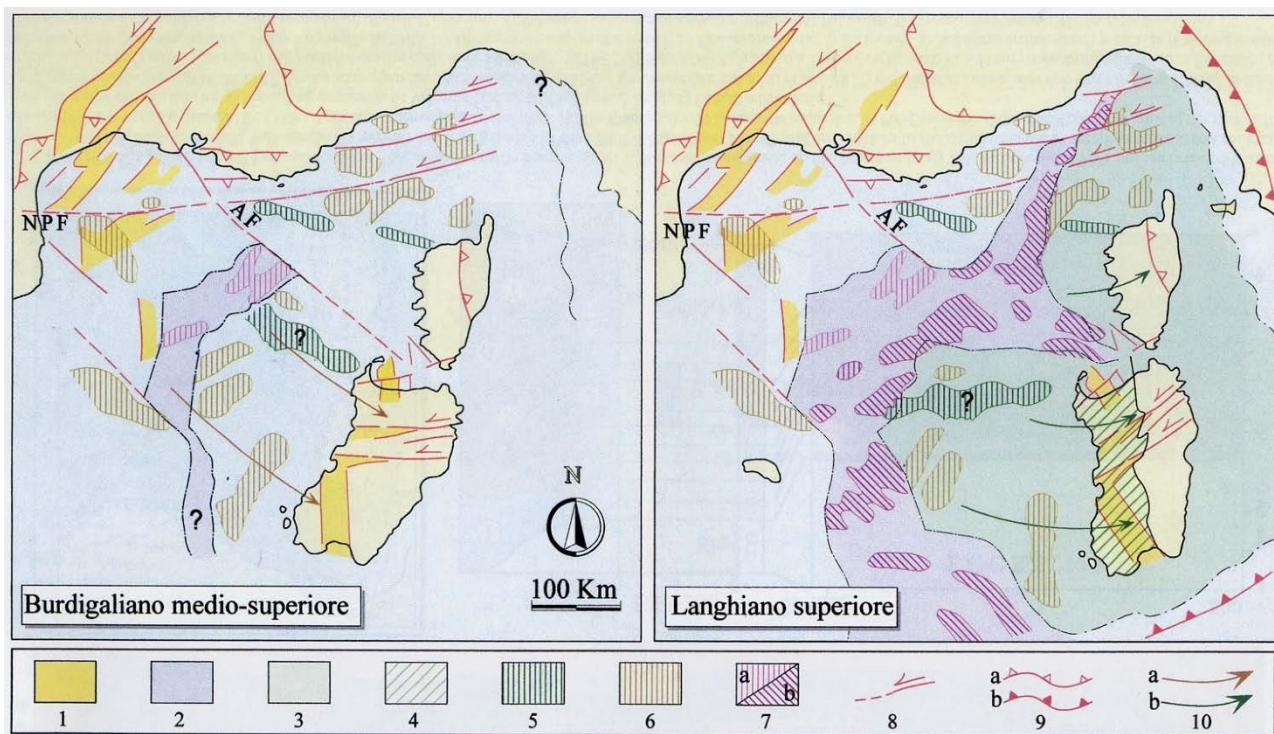 ?
NPF
AF
?
?
N
100 Km
Burdigaliano medio-superiore
NPF
AF
?
Langhiano superiore
a
b
a
b
a
b
1
2
3
4
5
6
7
8
9
10